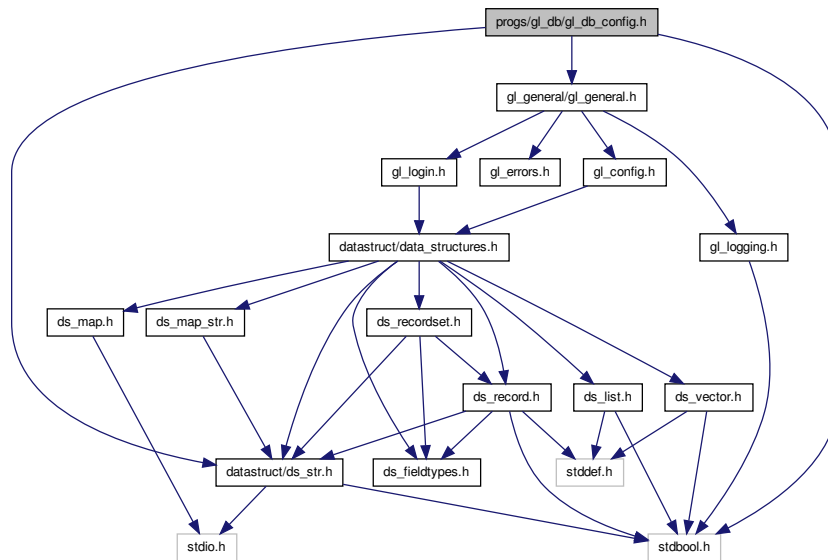 progs/gl_db/gl_db_config.h
gl_general/gl_general.h
gl_login.h
gl_errors.h
gl_config.h
datastruct/data_structures.h
gl_logging.h
ds_map.h
ds_map_str.h
ds_recordset.h
ds_record.h
ds_list.h
ds_vector.h
datastruct/ds_str.h
ds_fieldtypes.h
stddef.h
stdio.h
stdbool.h